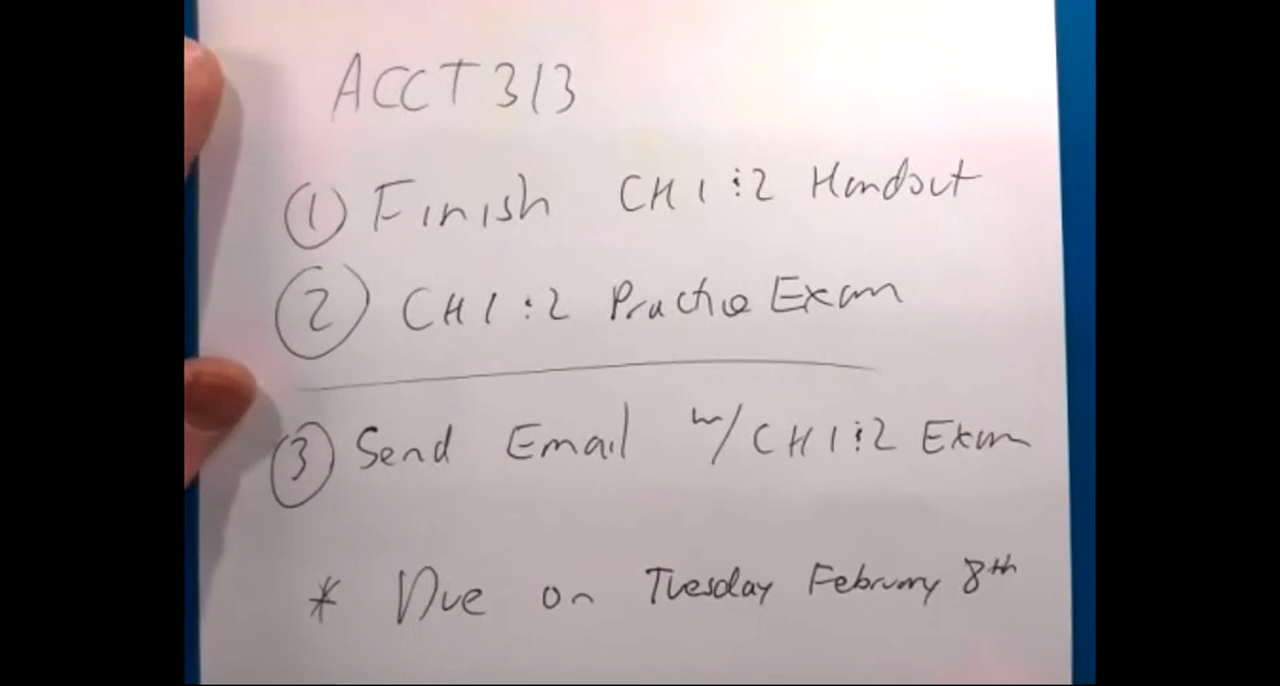 ACCT 313
① Finish CH 1 & 2 Handout
② CH 1 & 2 Practice Exam
③ Send Email w/ CH 1 & 2 Exam
* Due on Tuesday February 8th